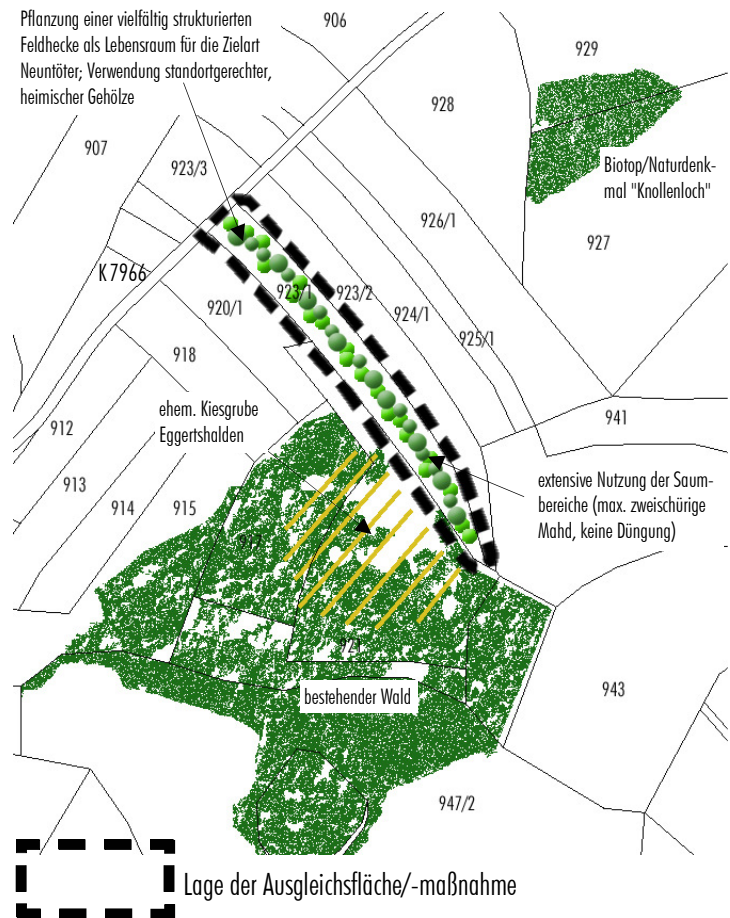 Pflanzung einer vielfältig strukturierten
Feldhecke als Lebensraum für die Zielart
Neuntöter; Verwendung standortgerechter,
heimischer Gehölze
906
929
928
907
923/3
Biotop/Naturdenk-
mal "Knollenloch"
926/1
927
K 7966
923/1
923/2
920/1
924/1
925/1
918
ehem. Kiesgrube
Eggertshalden
941
912
913
914
915
extensive Nutzung der Saum-
bereiche (max. zweischürige
Mahd, keine Düngung)
921
943
bestehender Wald
947/2
Lage der Ausgleichsfläche/-maßnahme